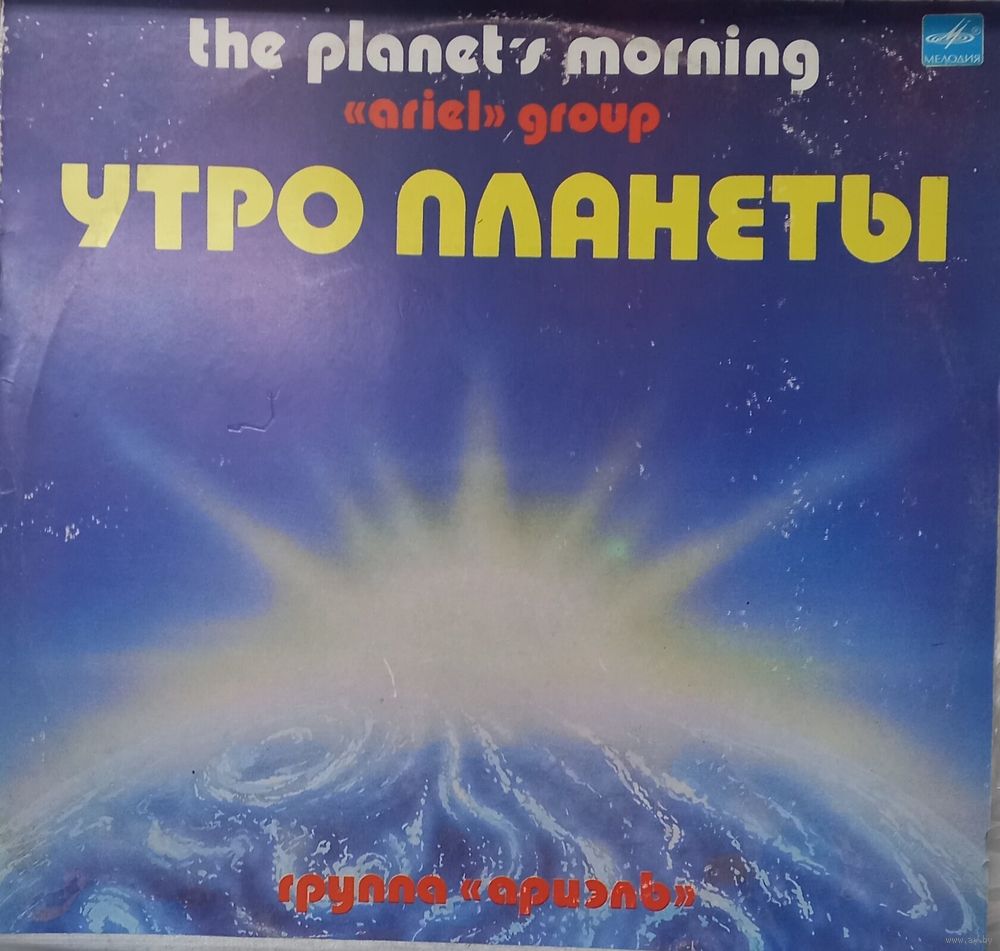 the planet's morning
МЕЛОДИЯ
«ariel» group
УТРО ПЛАНЕТЫ
группа «ариэль»